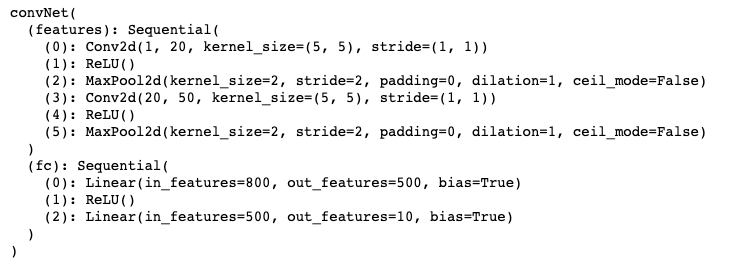 convNet(
  (features): Sequential(
    (0): Conv2d(1, 20, kernel_size=(5, 5), stride=(1, 1))
    (1): ReLU()
    (2): MaxPool2d(kernel_size=2, stride=2, padding=0, dilation=1, ceil_mode=False)
    (3): Conv2d(20, 50, kernel_size=(5, 5), stride=(1, 1))
    (4): ReLU()
    (5): MaxPool2d(kernel_size=2, stride=2, padding=0, dilation=1, ceil_mode=False)
  )
  (fc): Sequential(
    (0): Linear(in_features=800, out_features=500, bias=True)
    (1): ReLU()
    (2): Linear(in_features=500, out_features=10, bias=True)
  )
)